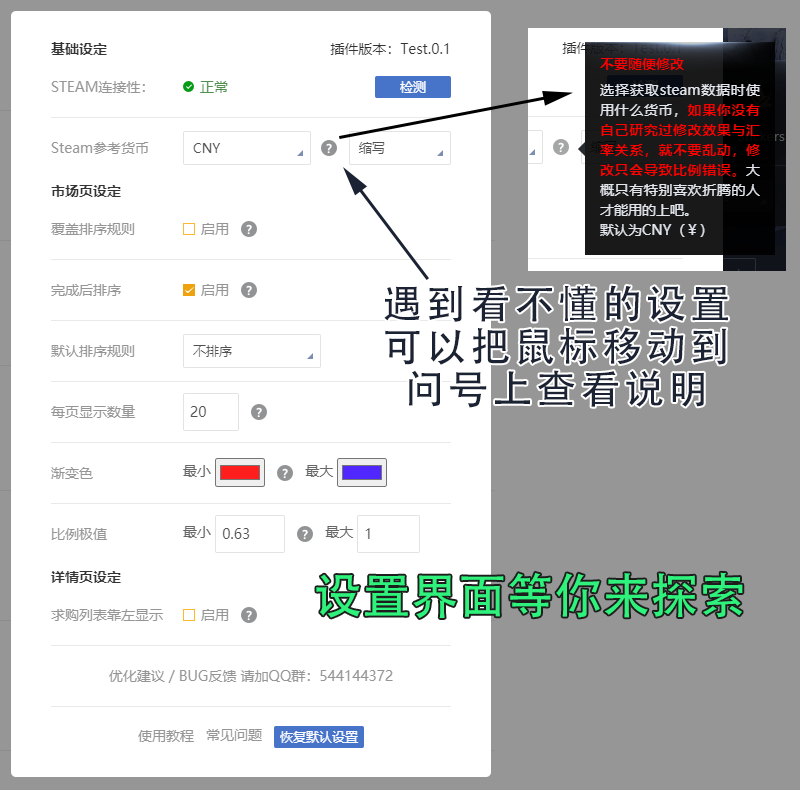 基础设定 插件版本：Test.0.1
STEAM连接性： 正常 检测
Steam参考货币 CNY ? 缩写
市场页设定
覆盖排序规则 启用 ?
完成后排序 启用 ?
默认排序规则 不排序
每页显示数量 20 ?
渐变色 最小 ? 最大
比例极值 最小 0.63 ? 最大 1
详情页设定
求购列表靠左显示 启用 ?
优化建议 / BUG反馈 请加QQ群：544144372
使用教程 常见问题 恢复默认设置
不要随便修改
选择获取steam数据时使
用什么货币，如果你没有
自己研究过修改效果与汇
率关系，就不要乱动，修
改只会导致比例错误。大
概只有特别喜欢折腾的人
才能用的上吧。
默认为CNY（¥）
?
遇到看不懂的设置
可以把鼠标移动到
问号上查看说明
设置界面等你来探索